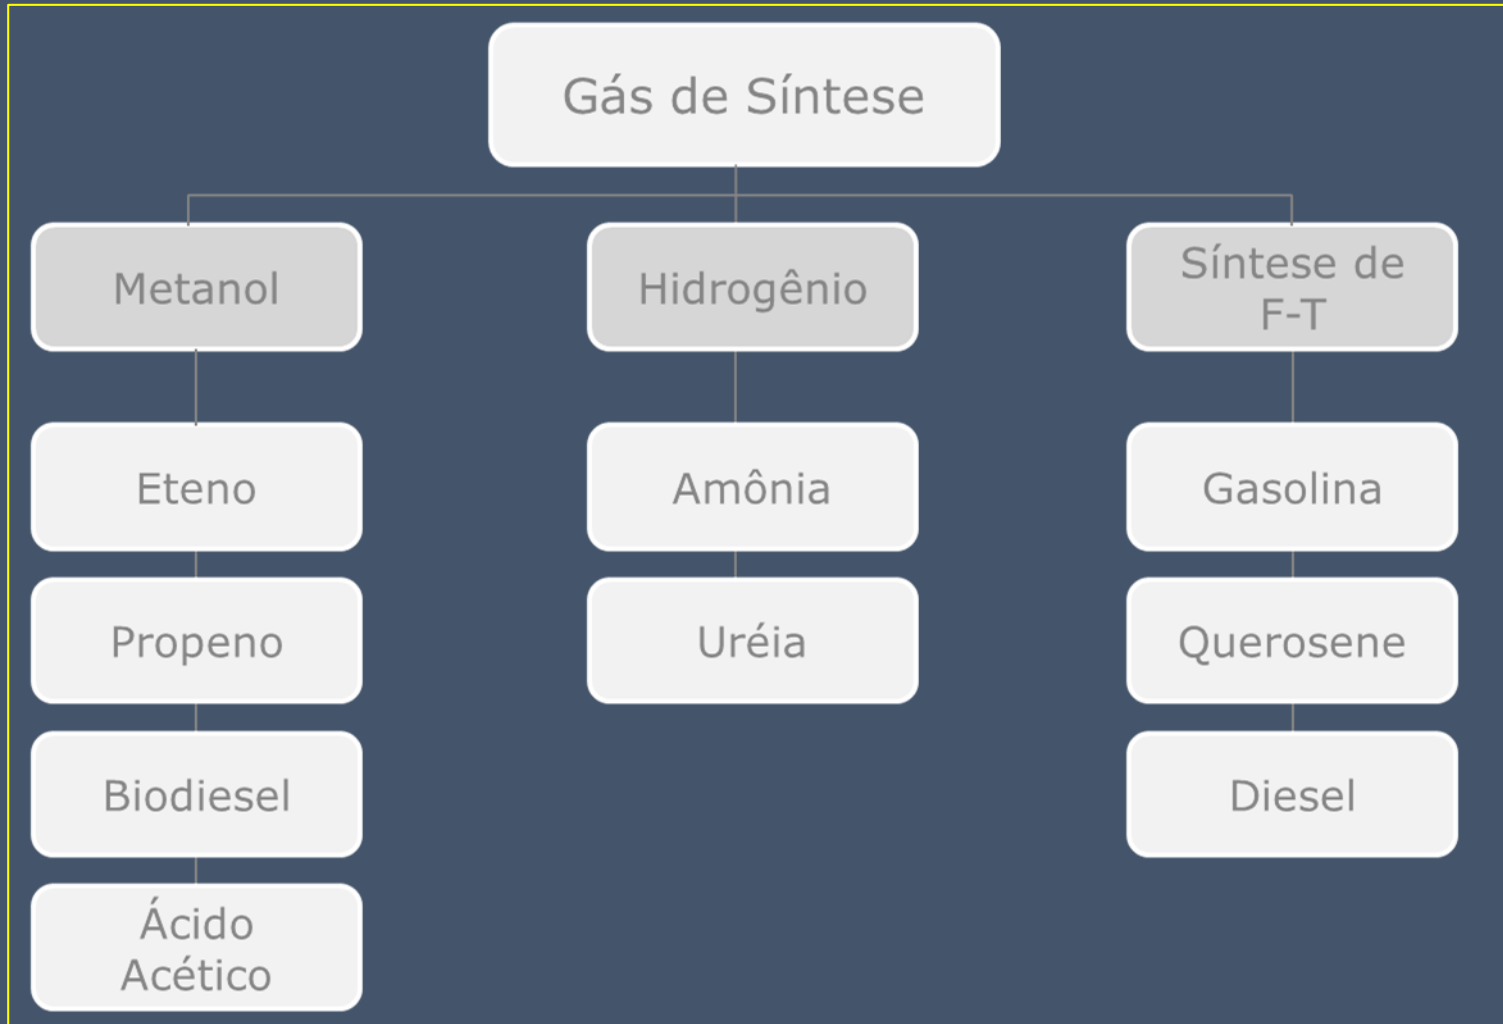 Gás de Síntese
Metanol
Hidrogênio
Síntese de
F-T
Eteno
Amônia
Gasolina
Propeno
Uréia
Querosene
Biodiesel
Diesel
Ácido
Acético